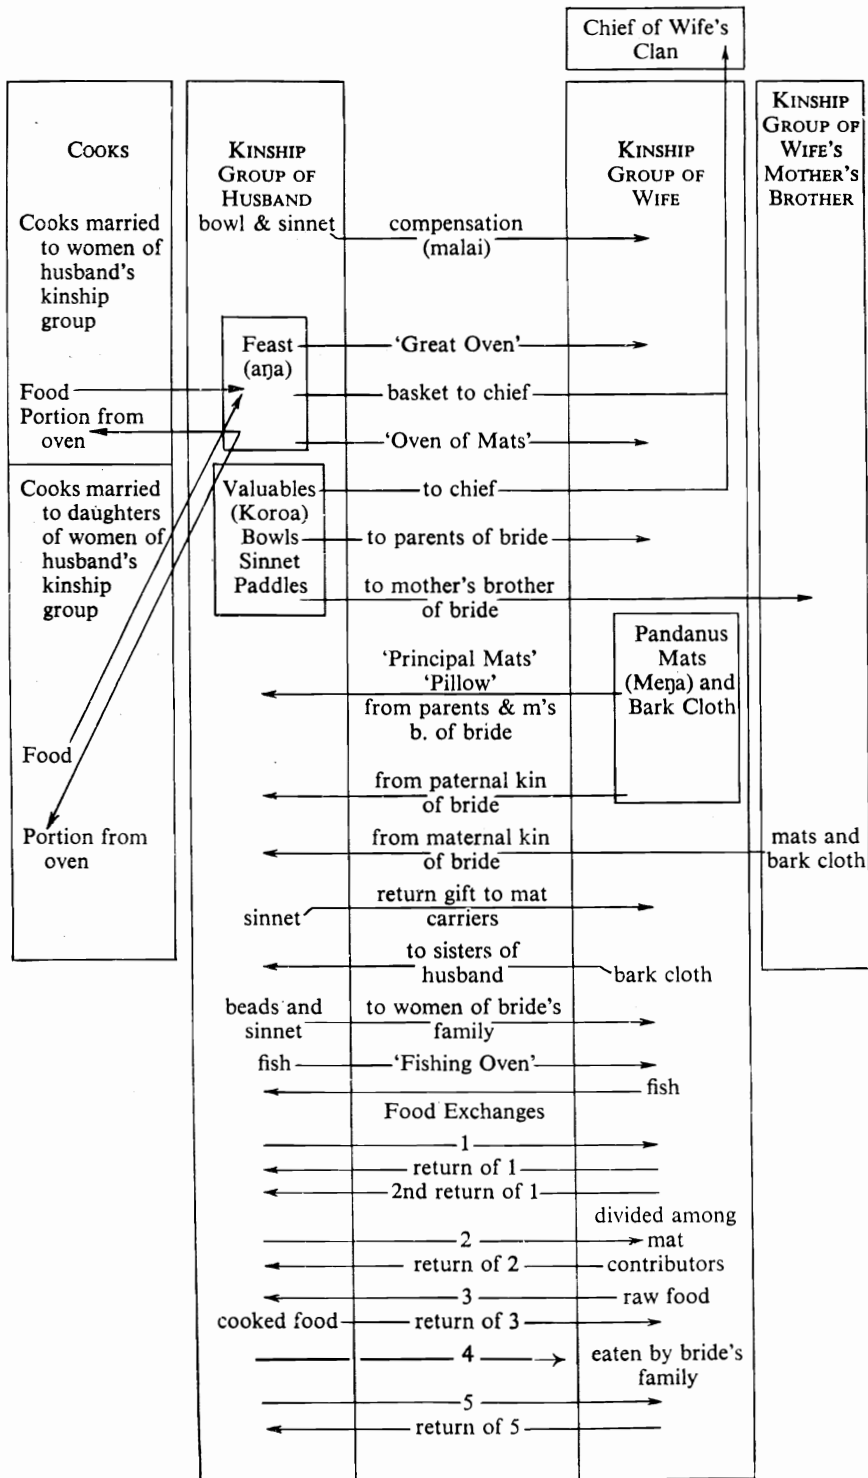 Chief of Wife's
Clan
COOKS
KINSHIP
GROUP OF
HUSBAND
KINSHIP
GROUP OF
WIFE
KINSHIP
GROUP OF
WIFE'S
MOTHER'S
BROTHER
Cooks married
to women of
husband's
kinship
group
bowl & sinnet
compensation
(malai)
Feast
(aŋa)
'Great Oven'
Food
basket to chief
Portion from
oven
'Oven of Mats'
Cooks married
to daughters
of women of
husband's
kinship
group
Valuables
(Koroa)
Bowls
Sinnet
Paddles
to chief
to parents of bride
to mother's brother
of bride
Pandanus
Mats
(Meŋa) and
Bark Cloth
'Principal Mats'
'Pillow'
from parents & m's
b. of bride
Food
from paternal kin
of bride
Portion from
oven
from maternal kin
of bride
mats and
bark cloth
sinnet
return gift to mat
carriers
to sisters of
husband
bark cloth
beads and
sinnet
to women of bride's
family
fish
'Fishing Oven'
fish
Food Exchanges
1
return of 1
2nd return of 1
2
divided among
mat
contributors
return of 2
3
raw food
cooked food
return of 3
4
eaten by bride's
family
5
return of 5